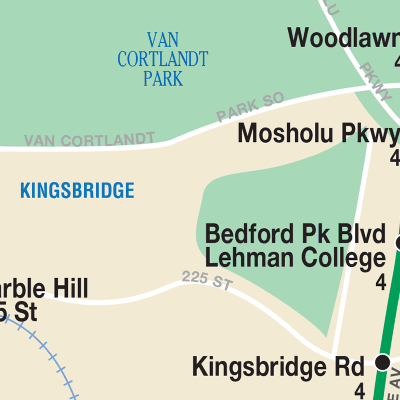 Woodlawn
4
VAN
CORTLANDT
PARK
PKWY
VAN CORTLANDT PARK SO
Mosholu Pkwy
4
KINGSBRIDGE
Bedford Pk Blvd
Lehman College
4
225 ST
arble Hill
5 St
Kingsbridge Rd
4
AV